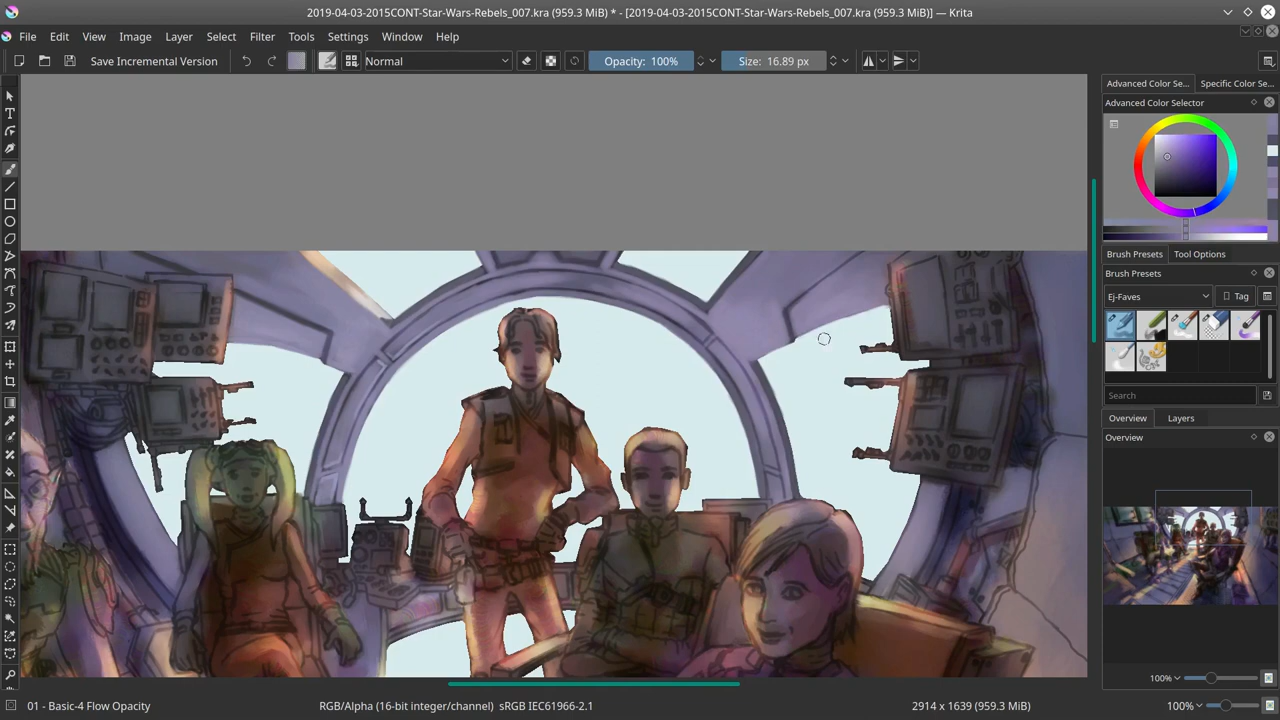 2019-04-03-2015CONT-Star-Wars-Rebels_007.kra (959.3 MiB) * - [2019-04-03-2015CONT-Star-Wars-Rebels_007.kra (959.3 MiB)] — Krita
File Edit View Image Layer Select Filter Tools Settings Window Help
Save Incremental Version Normal Opacity: 100% Size: 16.89 px
Advanced Color Se... Specific Color Se...
Advanced Color Selector
Brush Presets Tool Options
Brush Presets
Ej-Faves Tag
Search
Overview Layers
Overview
100%
01 - Basic-4 Flow Opacity RGB/Alpha (16-bit integer/channel) sRGB IEC61966-2.1 2914 x 1639 (959.3 MiB) 100%